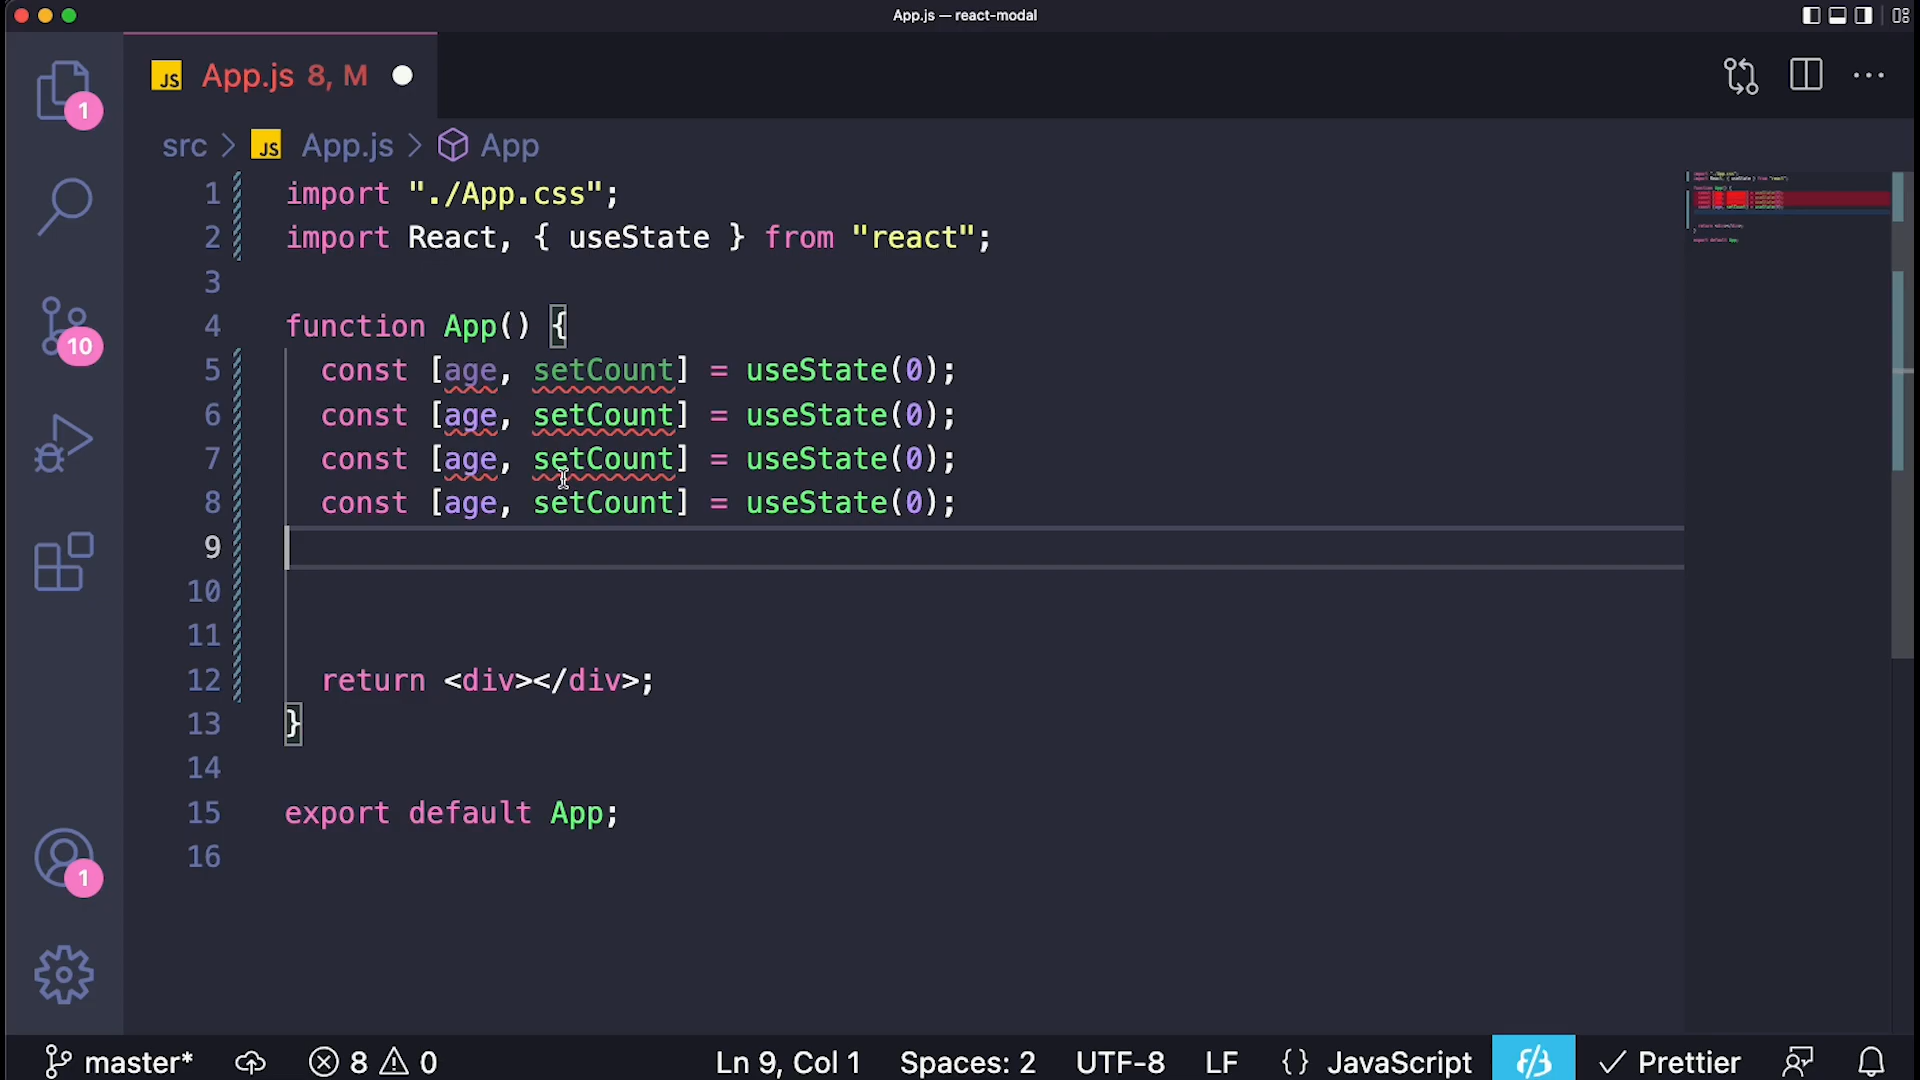 App.js — react-modal
JS App.js 8, M
src > JS App.js > App
1 import "./App.css";
2 import React, { useState } from "react";
3
4 function App() {
5 const [age, setCount] = useState(0);
6 const [age, setCount] = useState(0);
7 const [age, setCount] = useState(0);
8 const [age, setCount] = useState(0);
9
10
11
12 return <div></div>;
13 }
14
15 export default App;
16
1
10
1
master* 8 0 Ln 9, Col 1 Spaces: 2 UTF-8 LF {} JavaScript Prettier